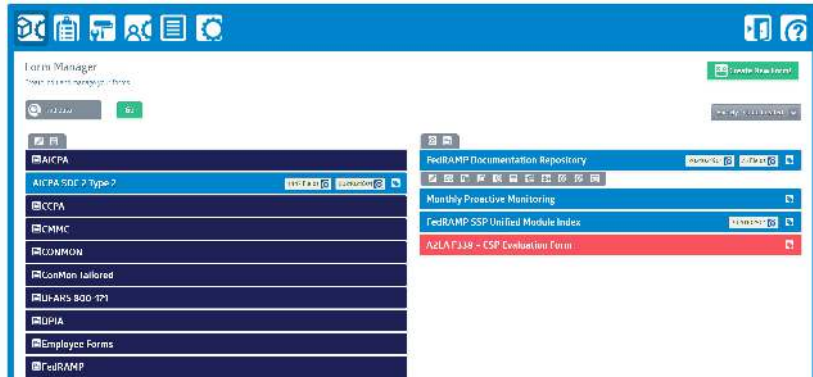 Form Manager
Create New Form!
Go
AICPA
AICPA SOC 2 Type 2
CCPA
CMMC
CONMON
ConMon Tailored
DFARS 800-171
DPIA
Employee Forms
FedRAMP
FedRAMP Documentation Repository
Monthly Proactive Monitoring
FedRAMP SSP Unified Module Index
A2LA F338 - CSP Evaluation Form